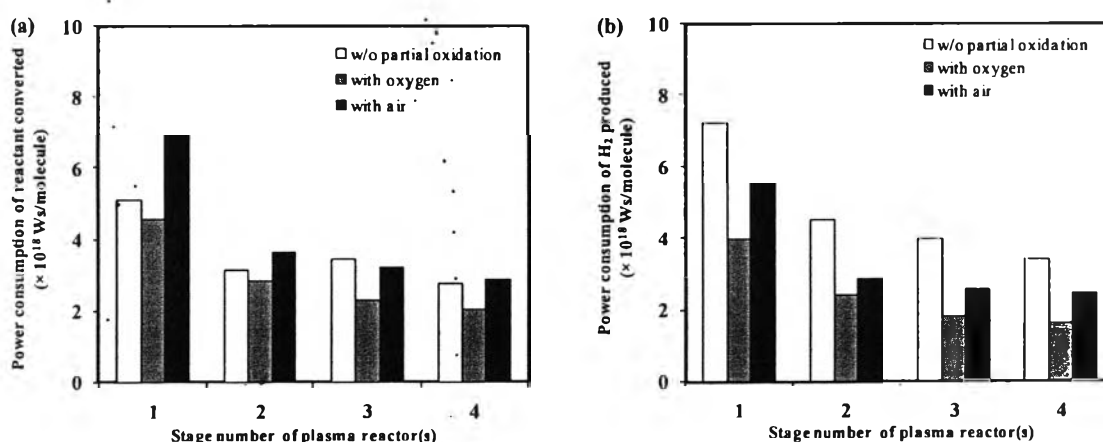 (a)
Power consumption of reactant converted
(× 10¹⁸ Ws/molecule)
10
8
6
4
2
0
w/o partial oxidation
with oxygen
with air
1 2 3 4
Stage number of plasma reactor(s)
(b)
Power consumption of H₂ produced
(× 10¹⁸ Ws/molecule)
10
8
6
4
2
0
w/o partial oxidation
with oxygen
with air
1 2 3 4
Stage number of plasma reactor(s)